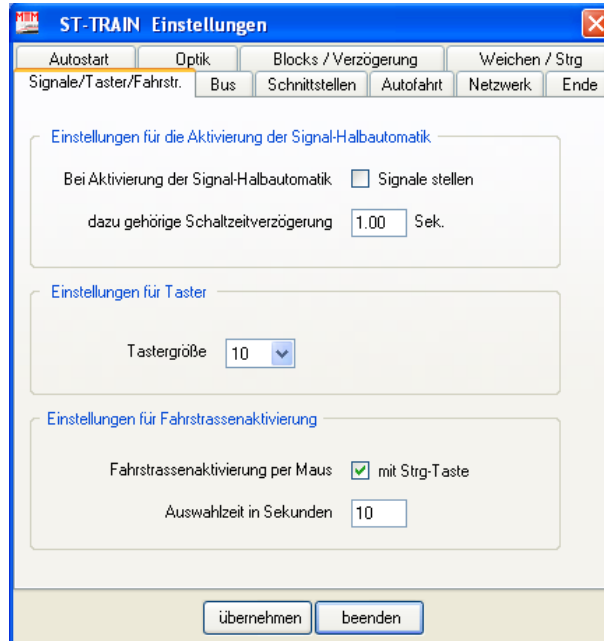 ST-TRAIN Einstellungen
Autostart Optik Blocks / Verzögerung Weichen / Strg
Signale/Taster/Fahrstr. Bus Schnittstellen Autofahrt Netzwerk Ende
Einstellungen für die Aktivierung der Signal-Halbautomatik
Bei Aktivierung der Signal-Halbautomatik Signale stellen
dazu gehörige Schaltzeitverzögerung 1.00 Sek.
Einstellungen für Taster
Tastergröße 10
Einstellungen für Fahrstrassenaktivierung
Fahrstrassenaktivierung per Maus mit Strg-Taste
Auswahlzeit in Sekunden 10
übernehmen beenden